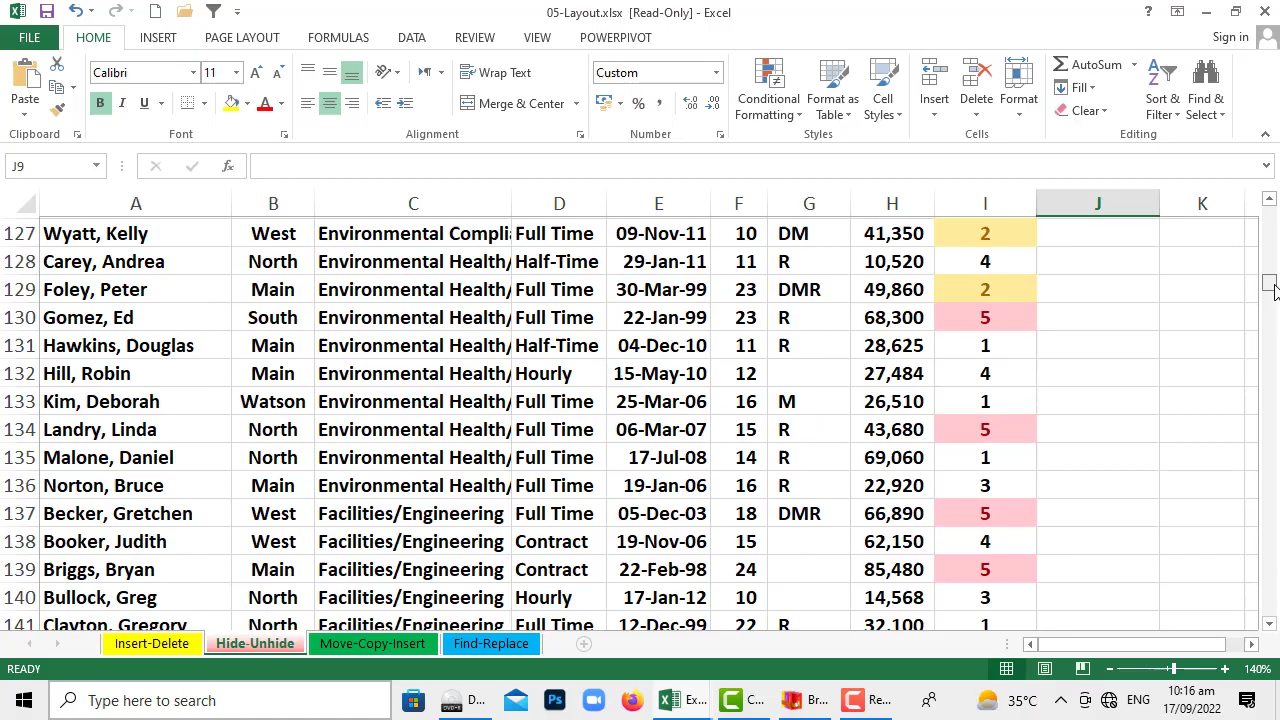 05-Layout.xlsx [Read-Only] - Excel
? 
FILE HOME INSERT PAGE LAYOUT FORMULAS DATA REVIEW VIEW POWERPIVOT Sign in
Paste Calibri 11 A A Wrap Text Custom Conditional Formatting Format as Table Cell Styles Insert Delete Format AutoSum Fill Clear Sort & Filter Find & Select
B I U A Merge & Center % ,
Clipboard Font Alignment Number Styles Cells Editing
J9 fx
A B C D E F G H I J K
127 Wyatt, Kelly West Environmental Compli Full Time 09-Nov-11 10 DM 41,350 2
128 Carey, Andrea North Environmental Health/ Half-Time 29-Jan-11 11 R 10,520 4
129 Foley, Peter Main Environmental Health/ Full Time 30-Mar-99 23 DMR 49,860 2
130 Gomez, Ed South Environmental Health/ Full Time 22-Jan-99 23 R 68,300 5
131 Hawkins, Douglas Main Environmental Health/ Half-Time 04-Dec-10 11 R 28,625 1
132 Hill, Robin Main Environmental Health/ Hourly 15-May-10 12 27,484 4
133 Kim, Deborah Watson Environmental Health/ Full Time 25-Mar-06 16 M 26,510 1
134 Landry, Linda North Environmental Health/ Full Time 06-Mar-07 15 R 43,680 5
135 Malone, Daniel North Environmental Health/ Full Time 17-Jul-08 14 R 69,060 1
136 Norton, Bruce Main Environmental Health/ Full Time 19-Jan-06 16 R 22,920 3
137 Becker, Gretchen West Facilities/Engineering Full Time 05-Dec-03 18 DMR 66,890 5
138 Booker, Judith West Facilities/Engineering Contract 19-Nov-06 15 62,150 4
139 Briggs, Bryan Main Facilities/Engineering Contract 22-Feb-98 24 85,480 5
140 Bullock, Greg North Facilities/Engineering Hourly 17-Jan-12 10 14,568 3
141 Clayton, Gregory North Facilities/Engineering Full Time 12-Dec-99 22 R 32,100 1
Insert-Delete Hide-Unhide Move-Copy-Insert Find-Replace
READY 140%
Type here to search D... Ps Ex... C... Br... Re... 35°C ENG 10:16 am
17/09/2022